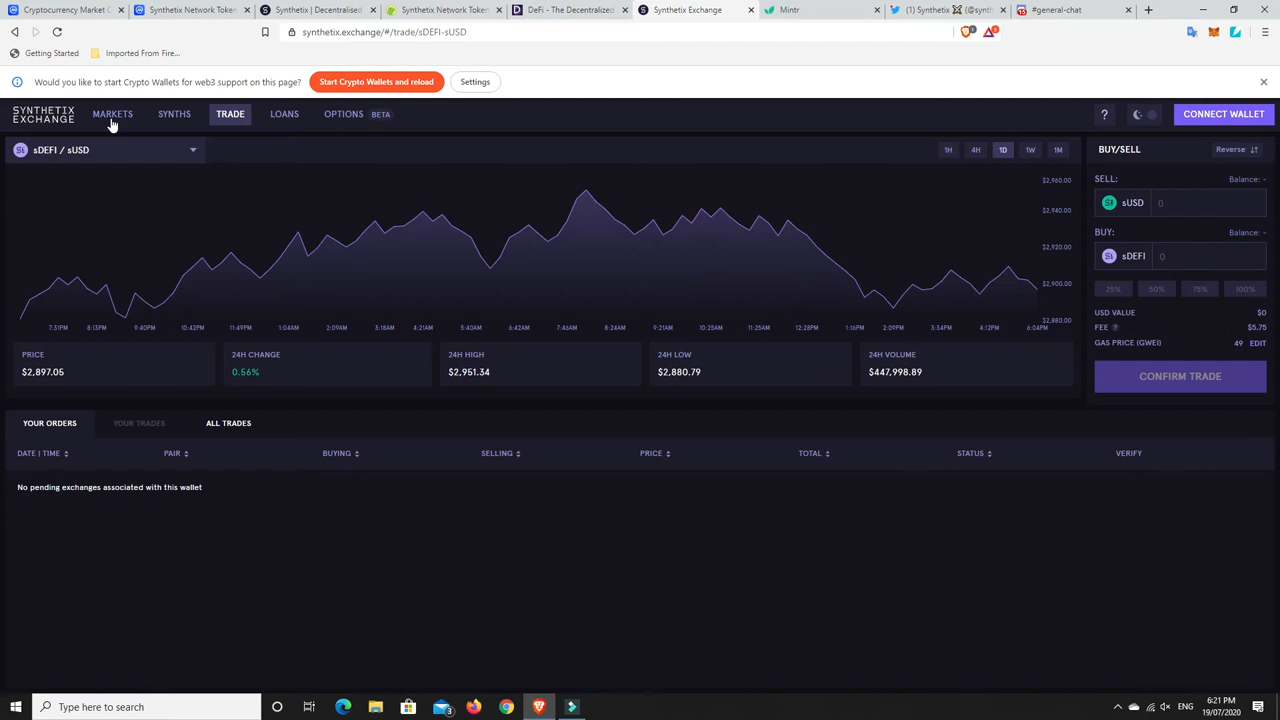 Cryptocurrency Market C
Synthetix Network Token
Synthetix | Decentralised
Synthetix Network Token
DeFi - The Decentralized
Synthetix Exchange
Mintr
(1) Synthetix
(@synth
#general-chat
synthetix.exchange/#/trade/sDEFI-sUSD
Getting Started
Imported From Fire...
Would you like to start Crypto Wallets for web3 support on this page?
Start Crypto Wallets and reload
Settings
SYNTHETIX
EXCHANGE
MARKETS
SYNTHS
TRADE
LOANS
OPTIONS BETA
?
CONNECT WALLET
sDEFI / sUSD
1H
4H
1D
1W
1M
$2,960.00
$2,940.00
$2,920.00
$2,900.00
$2,880.00
7:31PM 8:13PM 9:40PM 10:42PM 11:49PM 1:04AM 2:09AM 3:18AM 4:21AM 5:40AM 6:42AM 7:46AM 8:24AM 9:21AM 10:25AM 11:25AM 12:28PM 1:16PM 2:09PM 3:34PM 4:12PM 6:04PM
PRICE
$2,897.05
24H CHANGE
0.56%
24H HIGH
$2,951.34
24H LOW
$2,880.79
24H VOLUME
$447,998.89
BUY/SELL
Reverse
SELL:
Balance: -
sUSD
0
BUY:
Balance: -
sDEFI
0
25%
50%
75%
100%
USD VALUE
$0
FEE ?
$5.75
GAS PRICE (GWEI)
49 EDIT
CONFIRM TRADE
YOUR ORDERS
YOUR TRADES
ALL TRADES
DATE | TIME
PAIR
BUYING
SELLING
PRICE
TOTAL
STATUS
VERIFY
No pending exchanges associated with this wallet
Type here to search
ENG
6:21 PM
19/07/2020